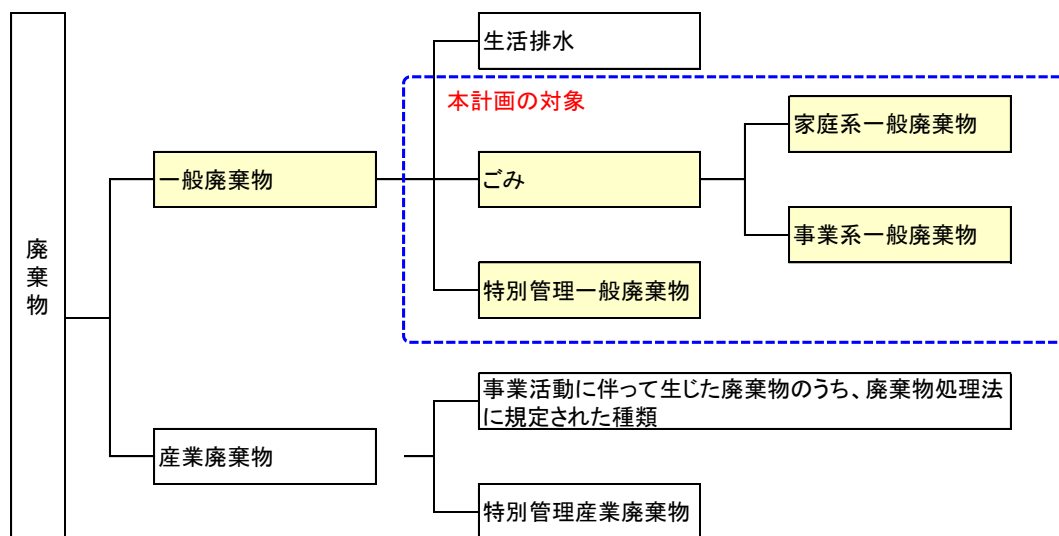 廃棄物
一般廃棄物
生活排水
本計画の対象
ごみ
家庭系一般廃棄物
事業系一般廃棄物
特別管理一般廃棄物
産業廃棄物
事業活動に伴って生じた廃棄物のうち、廃棄物処理法
に規定された種類
特別管理産業廃棄物